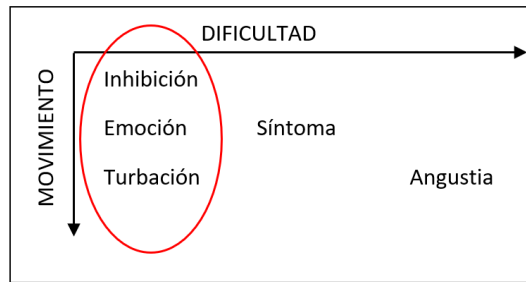 DIFICULTAD
MOVIMIENTO
Inhibición
Emoción Síntoma
Turbación Angustia